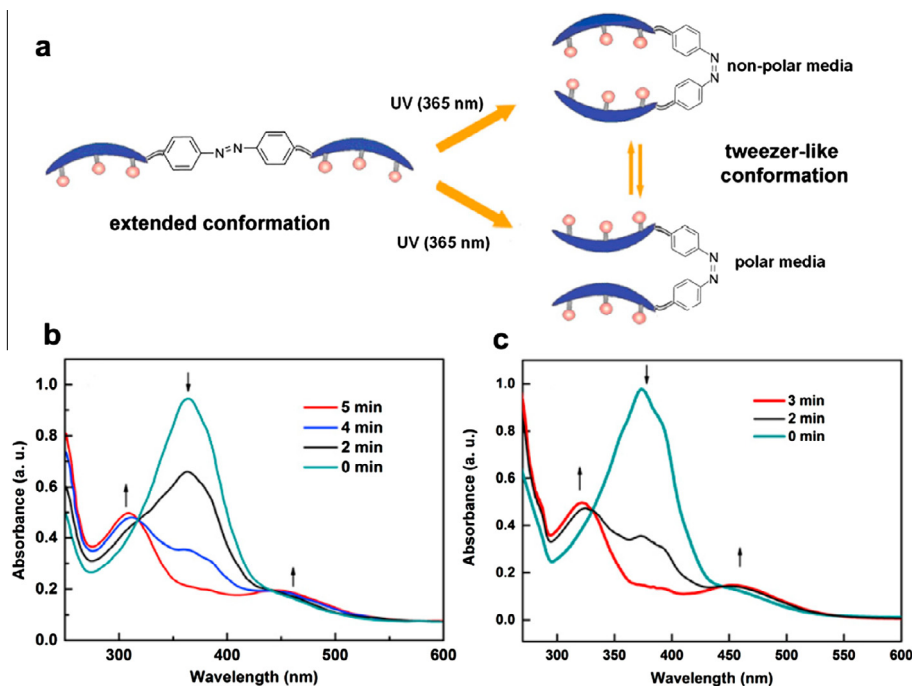 a
UV (365 nm)
non-polar media
N=N
N
N
extended conformation
tweezer-like
conformation
UV (365 nm)
N
N
polar media
b
Absorbance (a. u.)
1.0
0.8
0.6
0.4
0.2
0.0
5 min
4 min
2 min
0 min
300
400
500
600
Wavelength (nm)
c
Absorbance (a. u.)
1.0
0.8
0.6
0.4
0.2
0.0
3 min
2 min
0 min
300
350
400
450
500
550
600
Wavelength (nm)